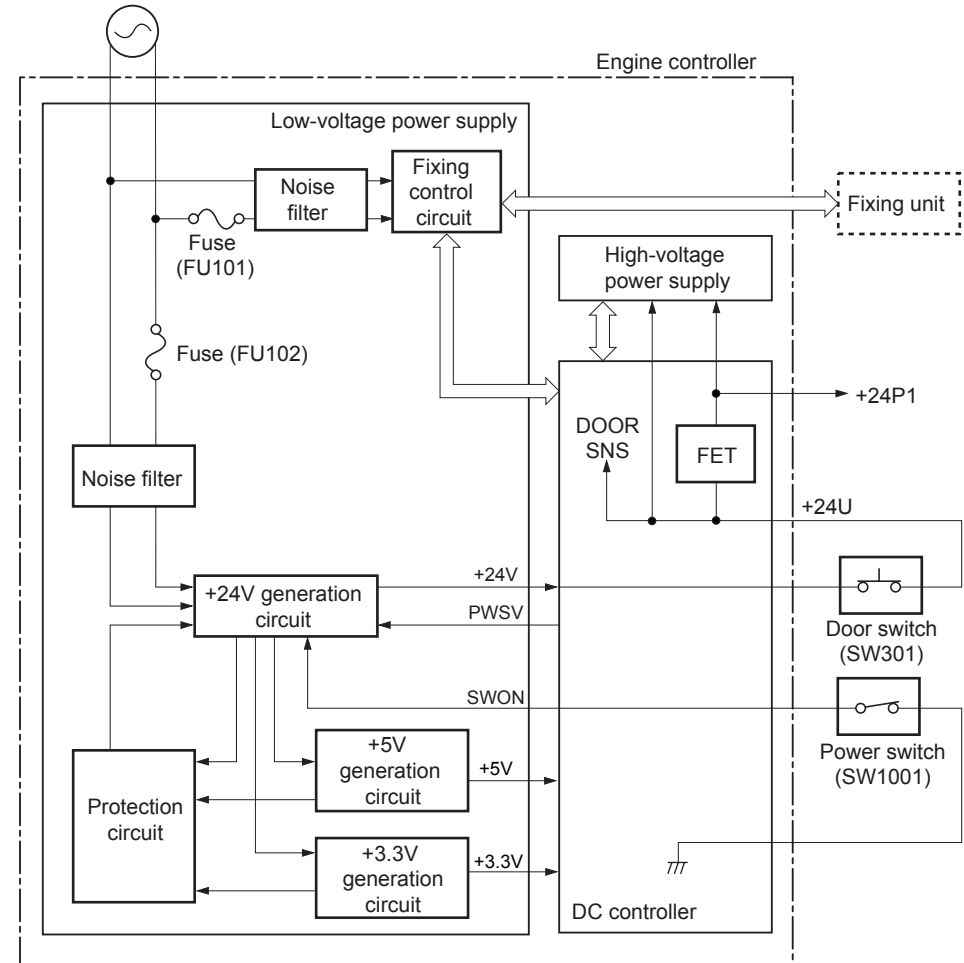 Engine controller
Low-voltage power supply
Noise
filter
Fixing
control
circuit
Fixing unit
Fuse
(FU101)
High-voltage
power supply
Fuse (FU102)
+24P1
DOOR
SNS
FET
Noise filter
+24U
+24V generation
circuit
+24V
PWSV
Door switch
(SW301)
SWON
Power switch
(SW1001)
+5V
generation
circuit
+5V
Protection
circuit
+3.3V
generation
circuit
+3.3V
DC controller